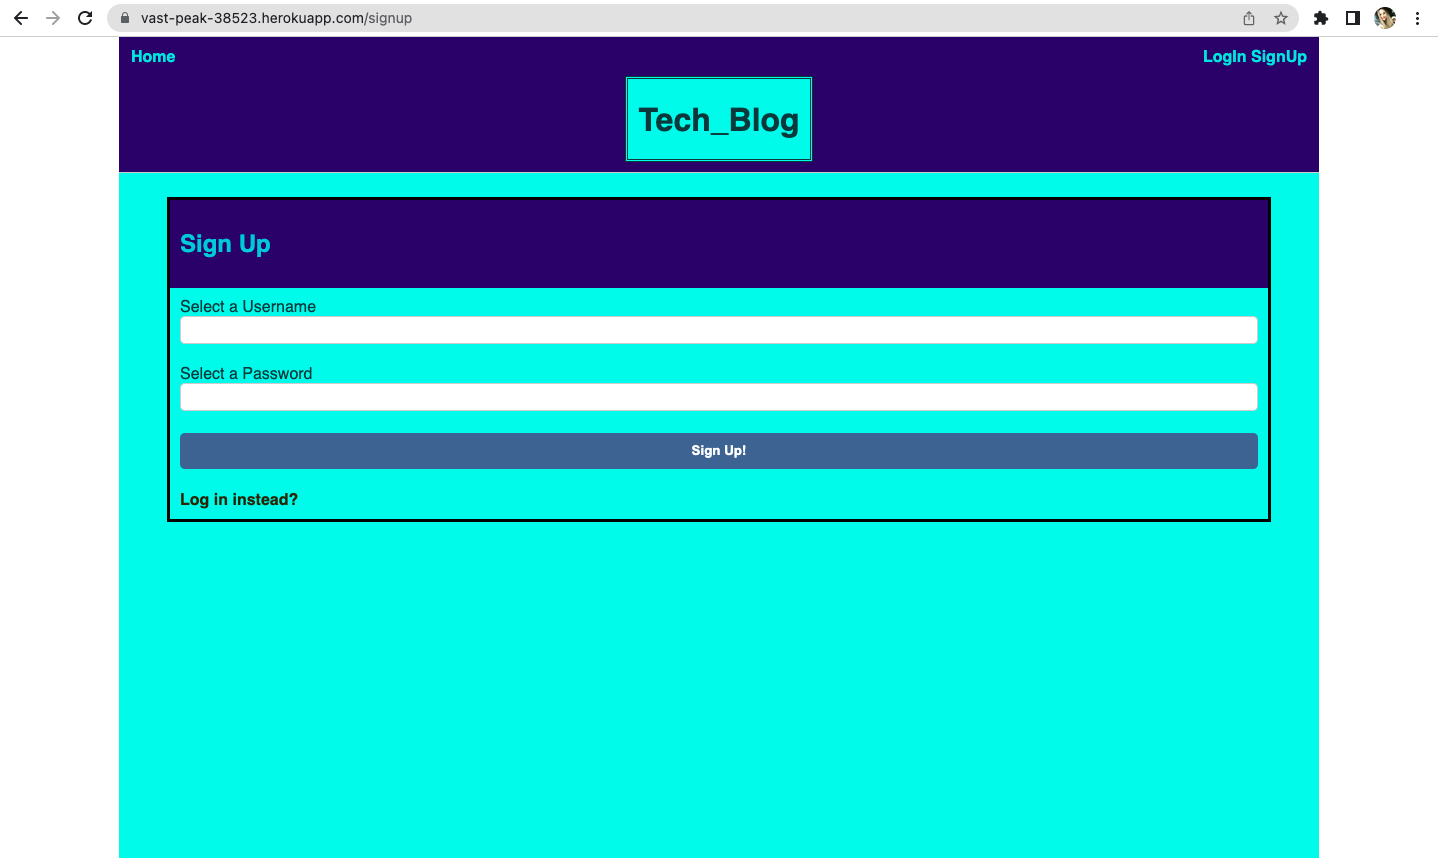 vast-peak-38523.herokuapp.com/signup
Home
LogIn SignUp
Tech_Blog
Sign Up
Select a Username
Select a Password
Sign Up!
Log in instead?